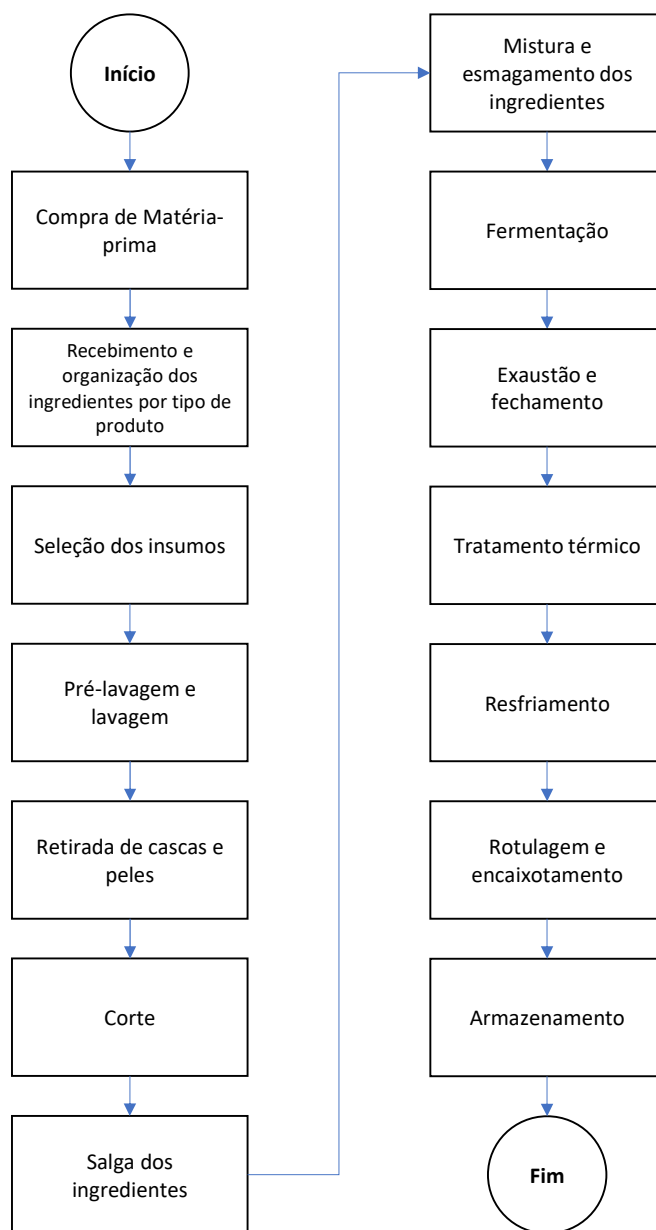 Início
Compra de Matéria-
prima
Recebimento e
organização dos
ingredientes por tipo de
produto
Seleção dos insumos
Pré-lavagem e
lavagem
Retirada de cascas e
peles
Corte
Salga dos
ingredientes
Mistura e
esmagamento dos
ingredientes
Fermentação
Exaustão e
fechamento
Tratamento térmico
Resfriamento
Rotulagem e
encaixotamento
Armazenamento
Fim